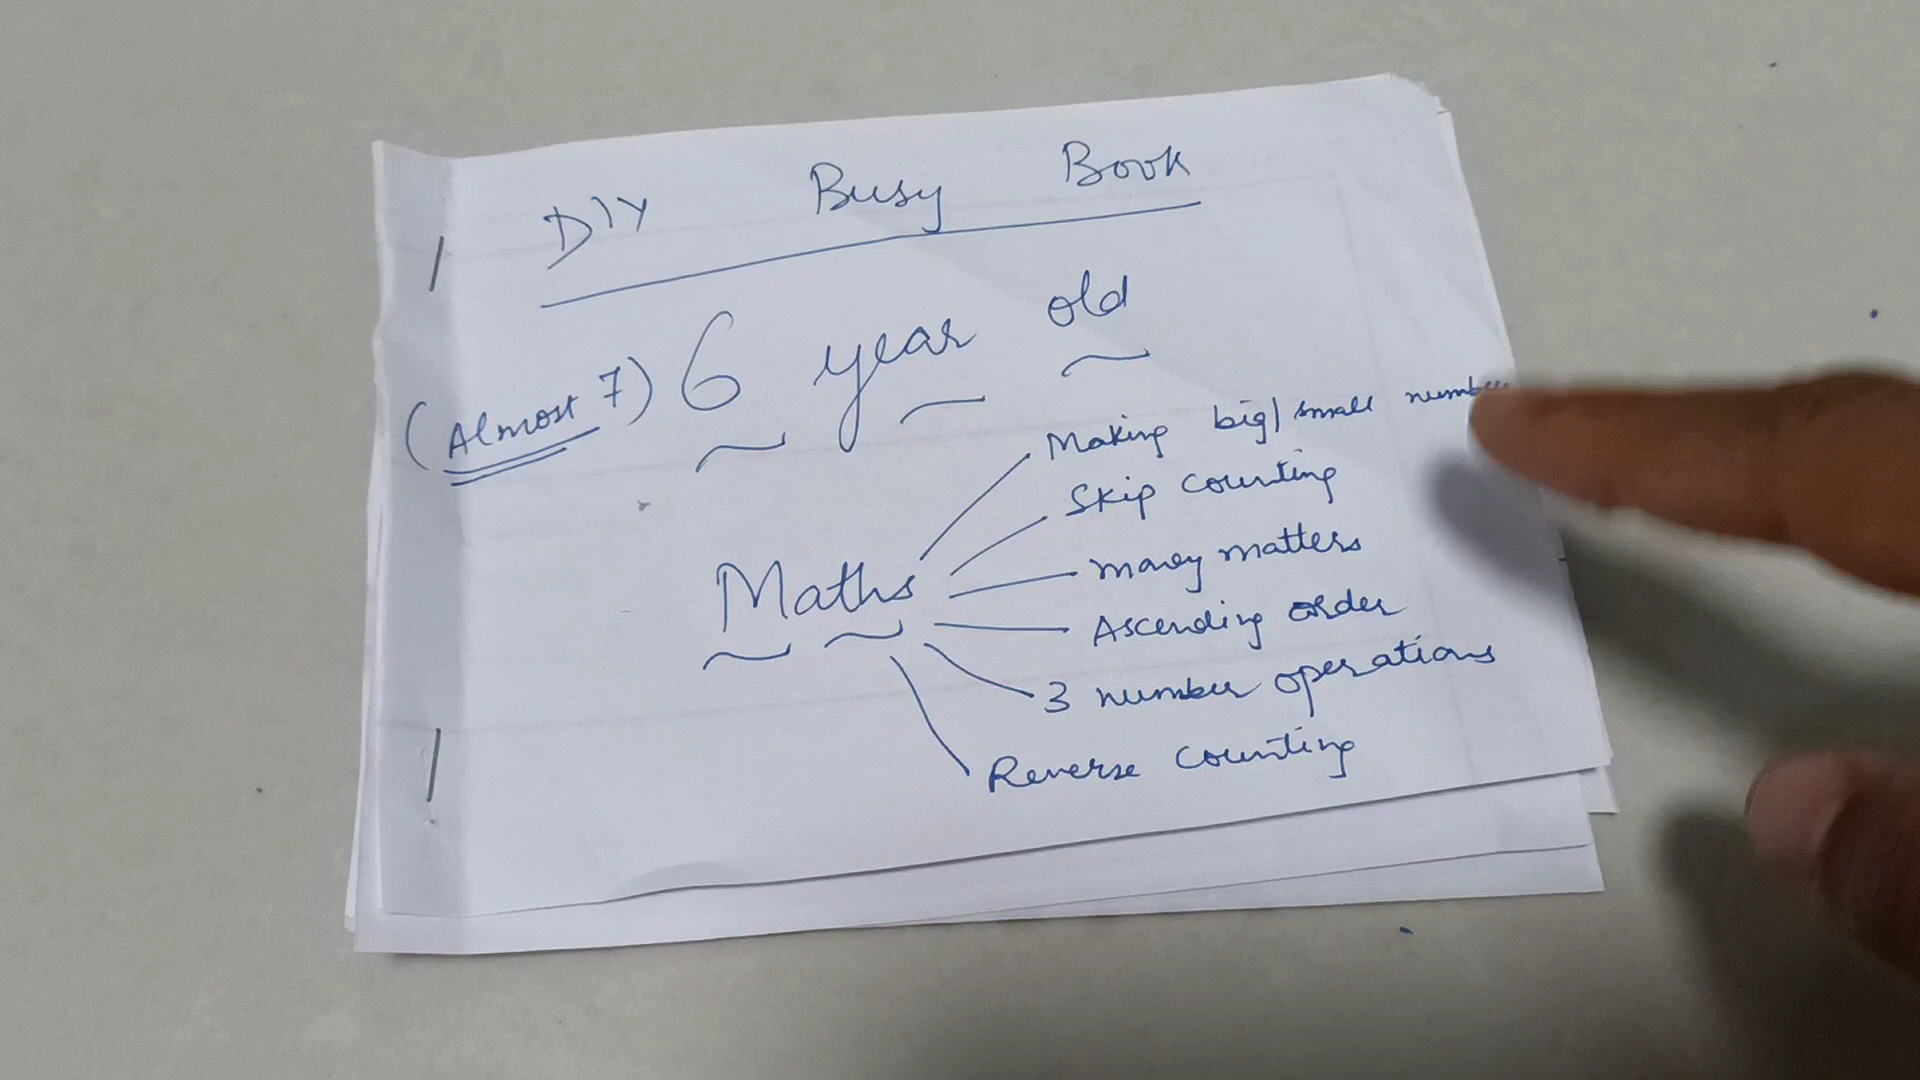 DIY Busy Book
(Almost 7) 6 year old
Maths
Making big/small number
Skip counting
Money matters
Ascending order
3 number operations
Reverse counting